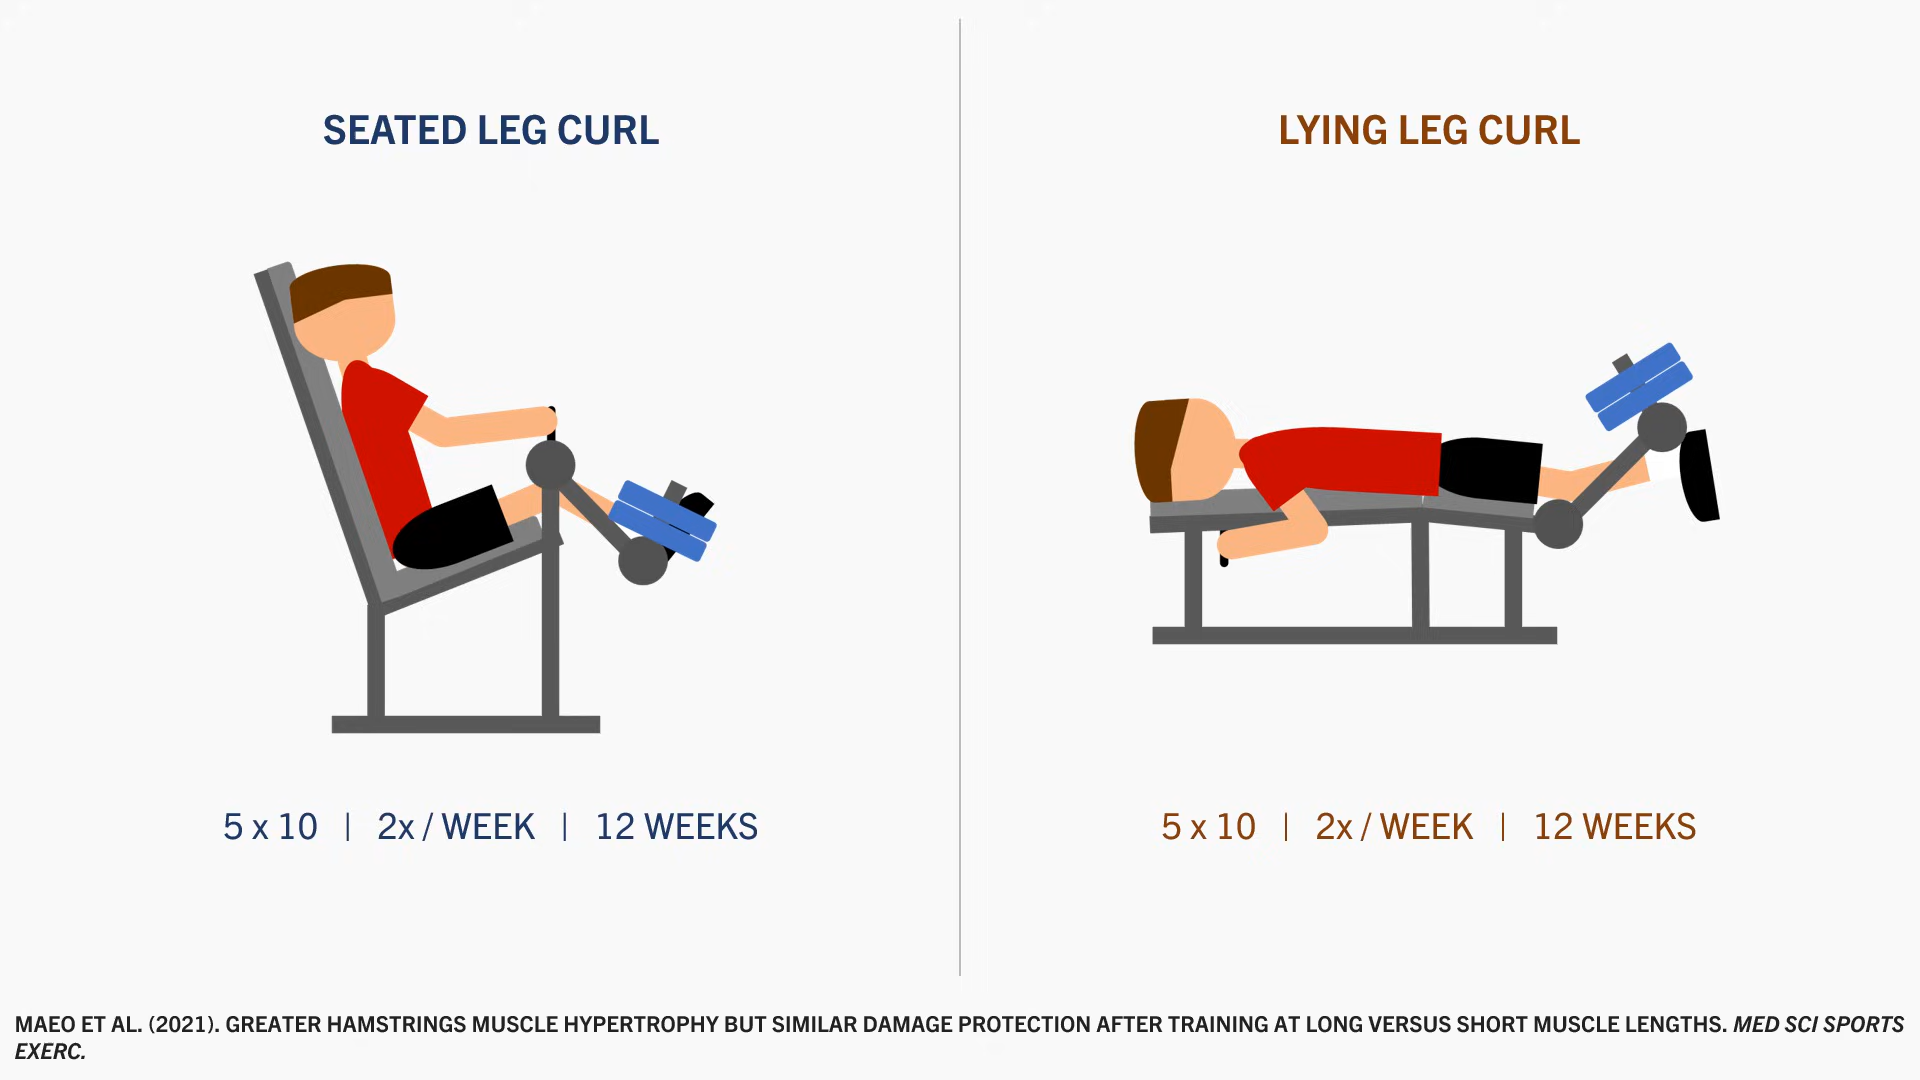 SEATED LEG CURL
LYING LEG CURL
5 x 10 | 2x / WEEK | 12 WEEKS
5 x 10 | 2x / WEEK | 12 WEEKS
MAEO ET AL. (2021). GREATER HAMSTRINGS MUSCLE HYPERTROPHY BUT SIMILAR DAMAGE PROTECTION AFTER TRAINING AT LONG VERSUS SHORT MUSCLE LENGTHS. MED SCI SPORTS
EXERC.